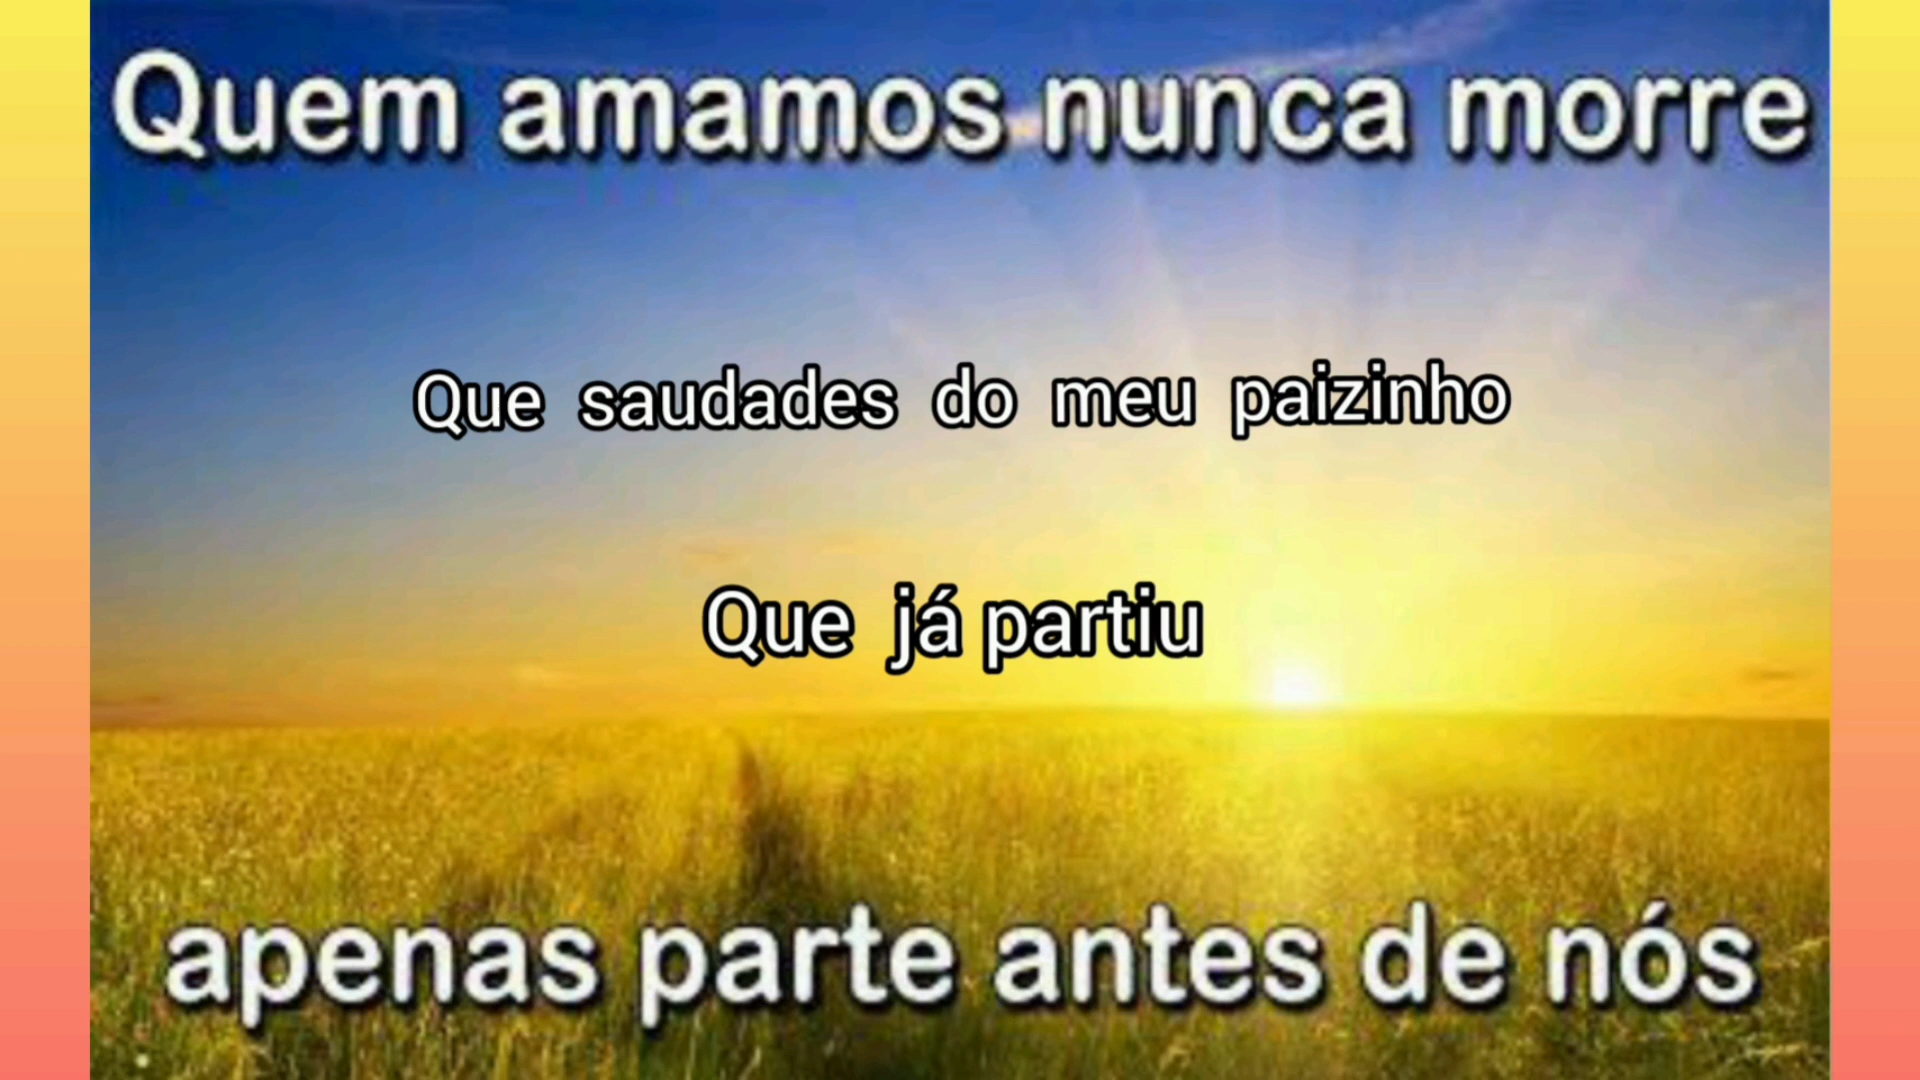 Quem amamos nunca morre
Que saudades do meu paizinho
Que já partiu
apenas parte antes de nós